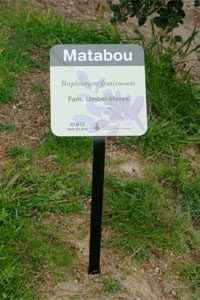 Matabou
Bupleurum fruticosum
Fam. Umbel·líferes